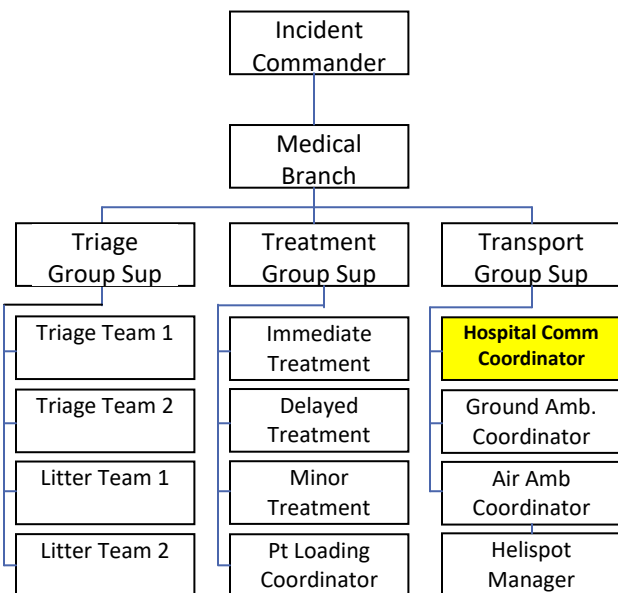 Incident
Commander
Medical
Branch
Triage
Group Sup
Treatment
Group Sup
Transport
Group Sup
Triage Team 1
Triage Team 2
Litter Team 1
Litter Team 2
Immediate
Treatment
Delayed
Treatment
Minor
Treatment
Pt Loading
Coordinator
Hospital Comm
Coordinator
Ground Amb.
Coordinator
Air Amb
Coordinator
Helispot
Manager